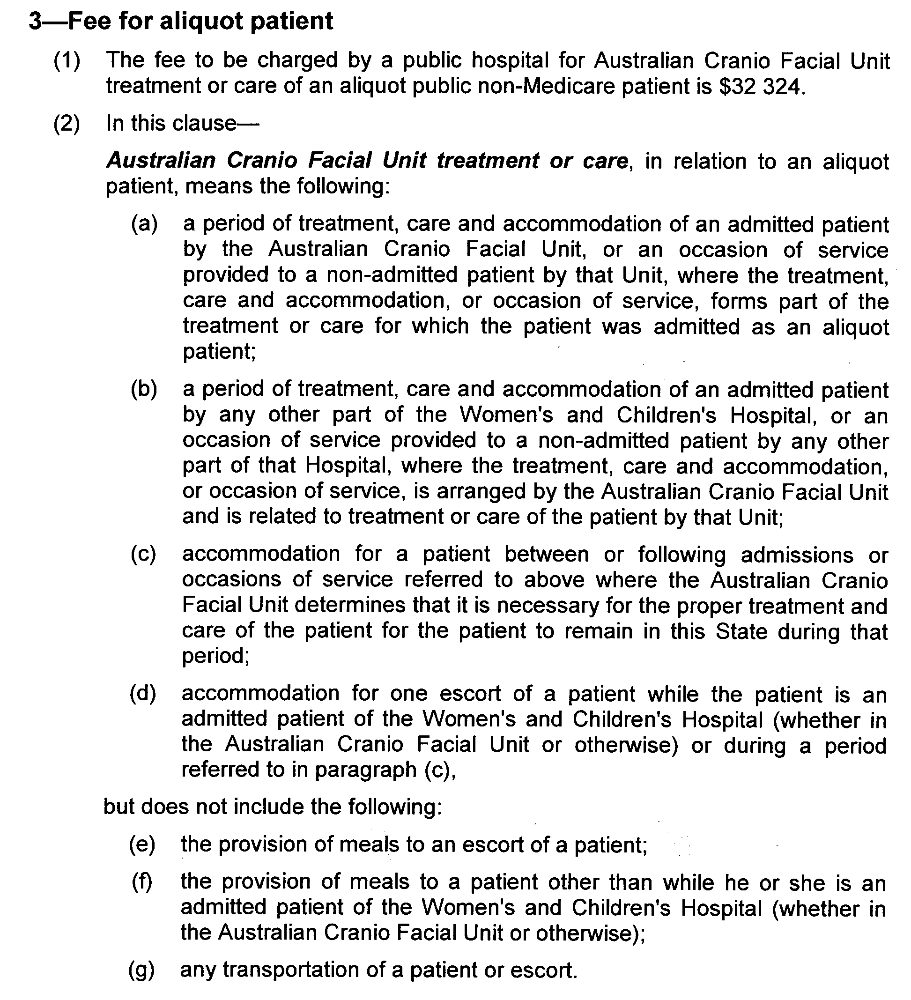 3—Fee for aliquot patient
(1) The fee to be charged by a public hospital for Australian Cranio Facial Unit
treatment or care of an aliquot public non-Medicare patient is $32 324.
(2) In this clause—
Australian Cranio Facial Unit treatment or care, in relation to an aliquot
patient, means the following:
(a) a period of treatment, care and accommodation of an admitted patient
by the Australian Cranio Facial Unit, or an occasion of service
provided to a non-admitted patient by that Unit, where the treatment,
care and accommodation, or occasion of service, forms part of the
treatment or care for which the patient was admitted as an aliquot
patient;
(b) a period of treatment, care and accommodation of an admitted patient
by any other part of the Women's and Children's Hospital, or an
occasion of service provided to a non-admitted patient by any other
part of that Hospital, where the treatment, care and accommodation,
or occasion of service, is arranged by the Australian Cranio Facial Unit
and is related to treatment or care of the patient by that Unit;
(c) accommodation for a patient between or following admissions or
occasions of service referred to above where the Australian Cranio
Facial Unit determines that it is necessary for the proper treatment and
care of the patient for the patient to remain in this State during that
period;
(d) accommodation for one escort of a patient while the patient is an
admitted patient of the Women's and Children's Hospital (whether in
the Australian Cranio Facial Unit or otherwise) or during a period
referred to in paragraph (c),
but does not include the following:
(e) the provision of meals to an escort of a patient;
(f) the provision of meals to a patient other than while he or she is an
admitted patient of the Women's and Children's Hospital (whether in
the Australian Cranio Facial Unit or otherwise);
(g) any transportation of a patient or escort.